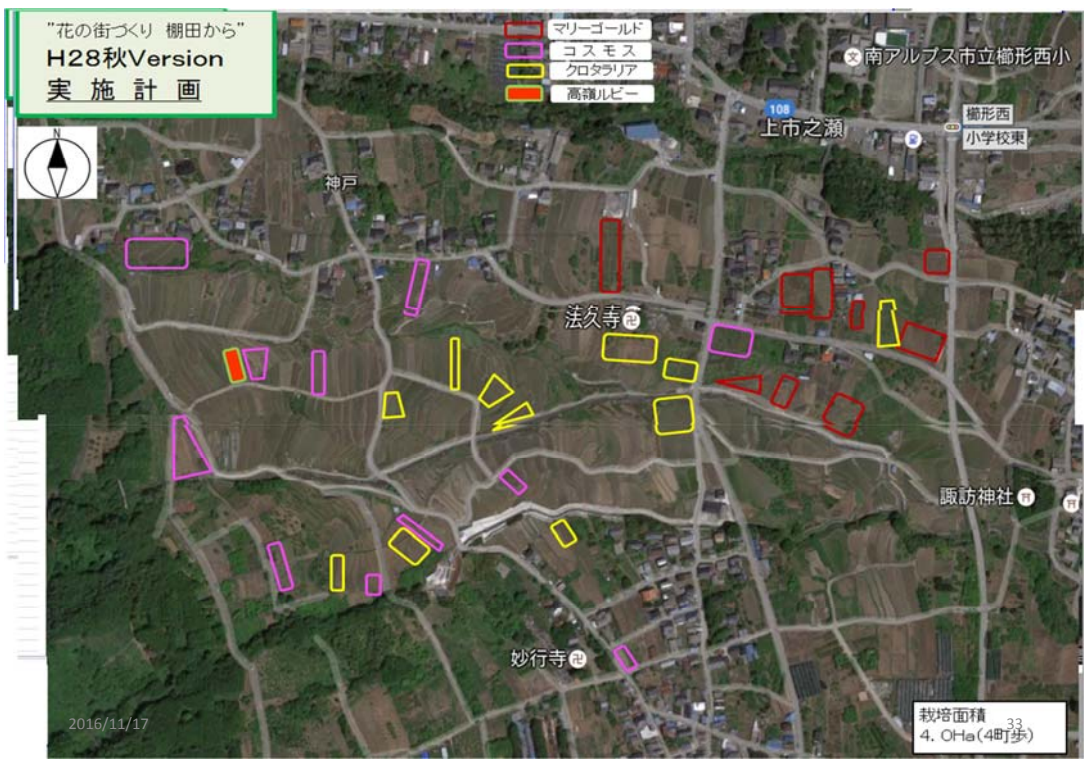 "花の街づくり 棚田から"
H28秋Version
実施計画
マリーゴールド
コスモス
クロタラリア
高嶺ルビー
N
南アルプス市立櫛形西小
108
上市之瀬
櫛形西
小学校東
神戸
法久寺
諏訪神社
妙行寺
2016/11/17
栽培面積
4.0Ha(4町歩)
33